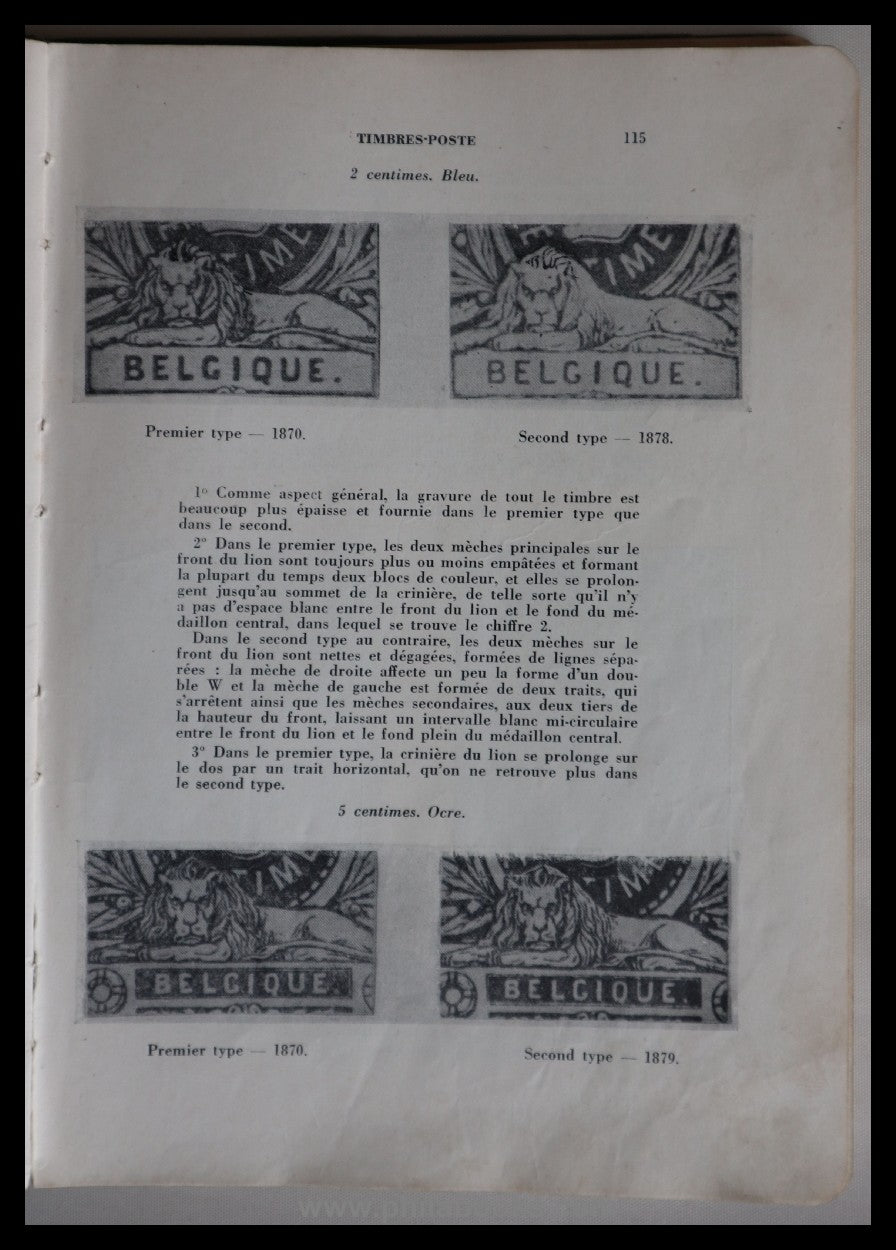 TIMBRES-POSTE 115
2 centimes. Bleu.
TIME
BELGIQUE.
TIME
BELGIQUE.
Premier type — 1870.
Second type — 1878.
1° Comme aspect général, la gravure de tout le timbre est
beaucoup plus épaisse et fournie dans le premier type que
dans le second.
2° Dans le premier type, les deux mèches principales sur le
front du lion sont toujours plus ou moins empâtées et formant
la plupart du temps deux blocs de couleur, et elles se prolon-
gent jusqu'au sommet de la crinière, de telle sorte qu'il n'y
a pas d'espace blanc entre le front du lion et le fond du mé-
daillon central, dans lequel se trouve le chiffre 2.
Dans le second type au contraire, les deux mèches sur le
front du lion sont nettes et dégagées, formées de lignes sépa-
rées : la mèche de droite affecte un peu la forme d'un dou-
ble W et la mèche de gauche est formée de deux traits, qui
s'arrêtent ainsi que les mèches secondaires, aux deux tiers de
la hauteur du front, laissant un intervalle blanc mi-circulaire
entre le front du lion et le fond plein du médaillon central.
3° Dans le premier type, la crinière du lion se prolonge sur
le dos par un trait horizontal, qu'on ne retrouve plus dans
le second type.
5 centimes. Ocre.
TIM
BELGIQUE.
TIME
BELGIQUE.
Premier type — 1870.
Second type — 1879.